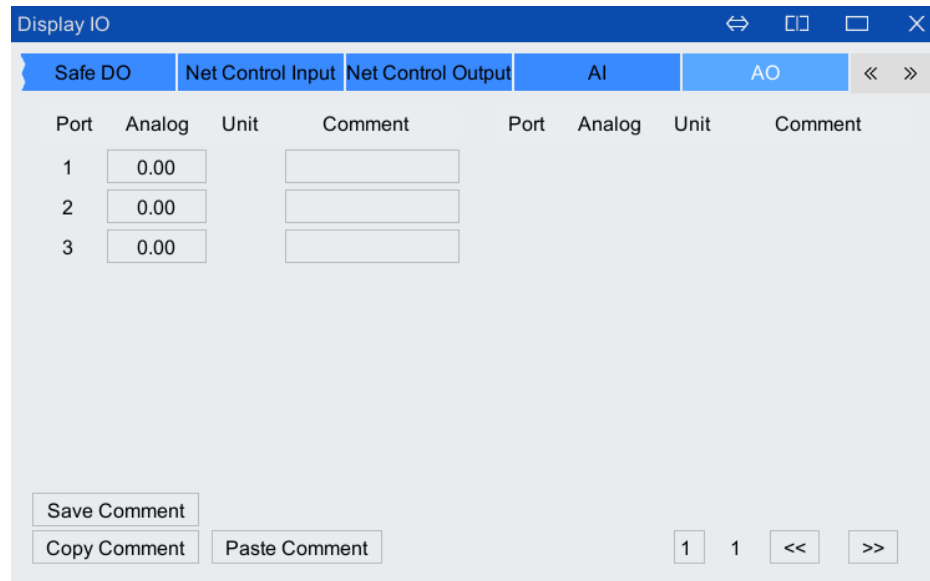 Display IO
Safe DO Net Control Input Net Control Output AI AO « »
Port Analog Unit Comment Port Analog Unit Comment
1 0.00
2 0.00
3 0.00
Save Comment
Copy Comment Paste Comment 1 1 << >>